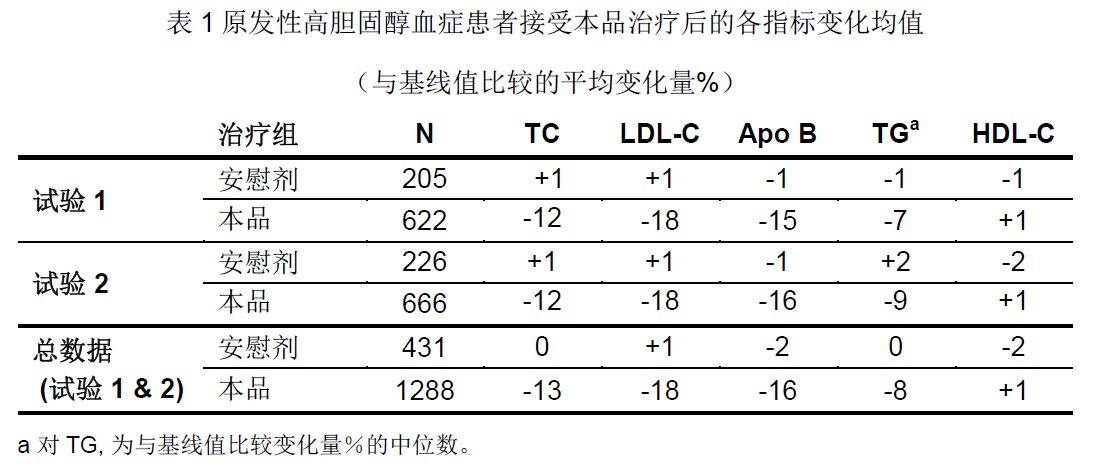 表 1 原发性高胆固醇血症患者接受本品治疗后的各指标变化均值
（与基线值比较的平均变化量%）
治疗组 N TC LDL-C Apo B TGa HDL-C
试验 1 安慰剂 205 +1 +1 -1 -1 -1
本品 622 -12 -18 -15 -7 +1
试验 2 安慰剂 226 +1 +1 -1 +2 -2
本品 666 -12 -18 -16 -9 +1
总数据 安慰剂 431 0 +1 -2 0 -2
(试验 1 & 2) 本品 1288 -13 -18 -16 -8 +1
a 对 TG, 为与基线值比较变化量％的中位数。